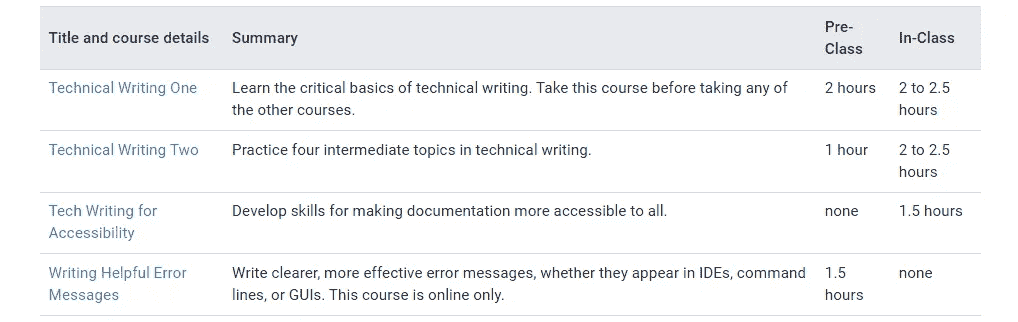 Title and course details Summary Pre-
Class In-Class
Technical Writing One Learn the critical basics of technical writing. Take this course before taking any of 2 hours 2 to 2.5
the other courses. hours
Technical Writing Two Practice four intermediate topics in technical writing. 1 hour 2 to 2.5
hours
Tech Writing for Develop skills for making documentation more accessible to all. none 1.5 hours
Accessibility
Writing Helpful Error Write clearer, more effective error messages, whether they appear in IDEs, command 1.5 none
Messages lines, or GUIs. This course is online only. hours